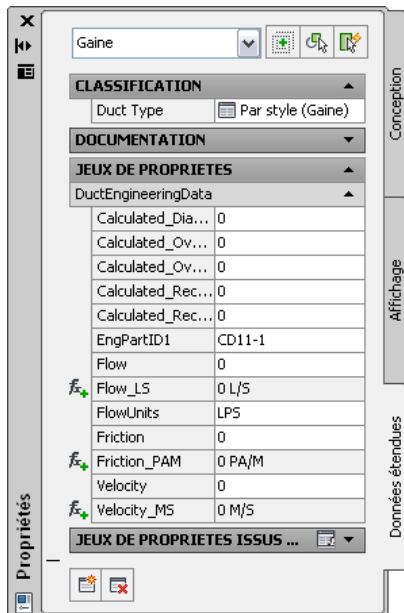 Gaine
CLASSIFICATION
Duct Type Par style (Gaine)
DOCUMENTATION
JEUX DE PROPRIETES
DuctEngineeringData
Calculated_Dia... 0
Calculated_Ov... 0
Calculated_Ov... 0
Calculated_Rec... 0
Calculated_Rec... 0
EngPartID1 CD11-1
Flow 0
Flow_LS 0 L/S
FlowUnits LPS
Friction 0
Friction_PAM 0 PA/M
Velocity 0
Velocity_MS 0 M/S
JEUX DE PROPRIETES ISSUS ...
Conception
Affichage
Données étendues
Propriétés